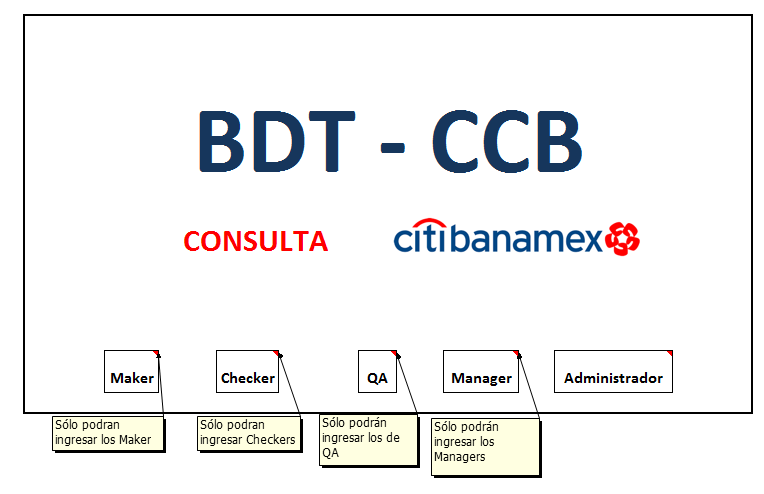 BDT - CCB
CONSULTA
citibanamex
Maker
Checker
QA
Manager
Administrador
Sólo podran
ingresar los Maker
Sólo podran
ingresar Checkers
Sólo podrán
ingresar los de
QA
Sólo podrán
ingresar los
Managers